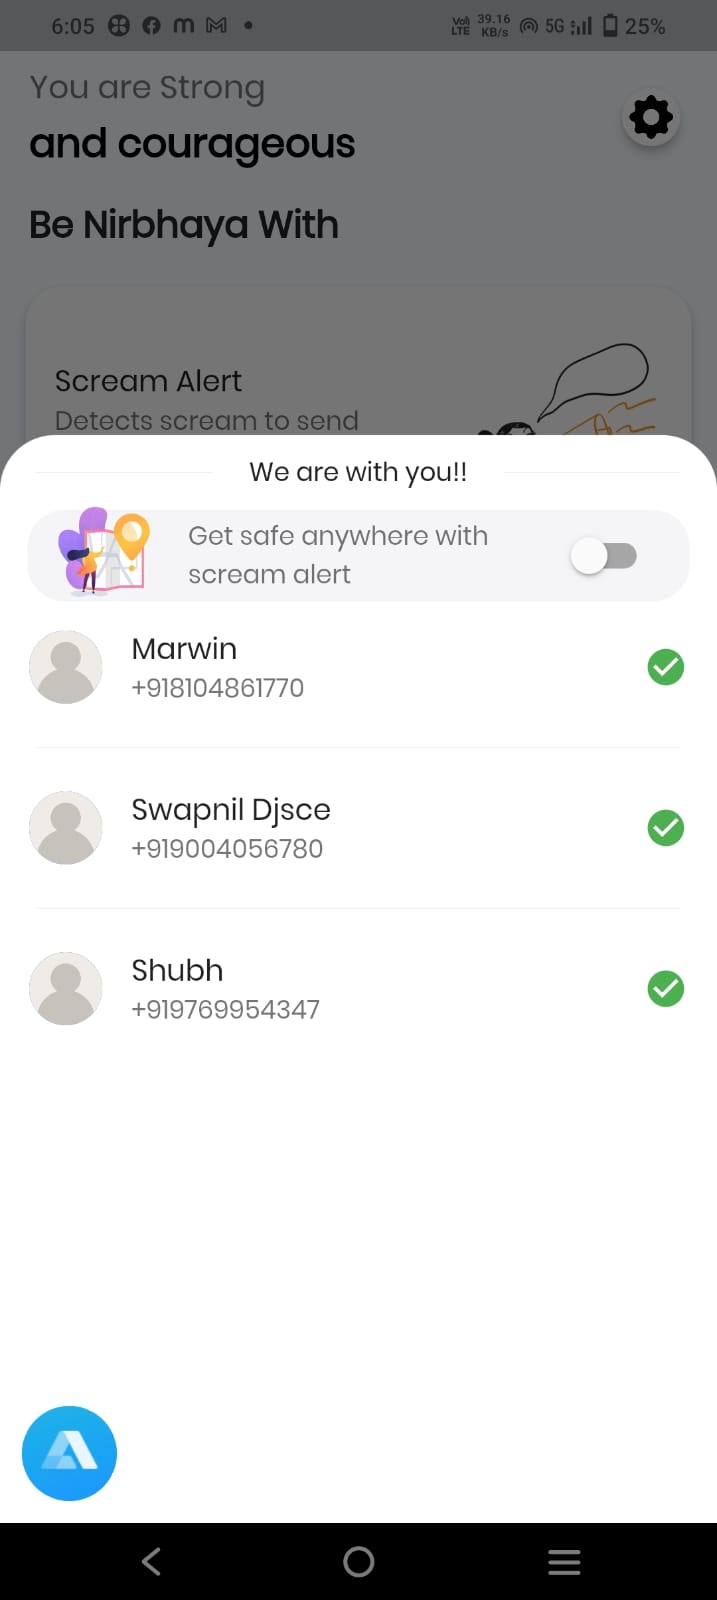 6:05
Vo)) LTE 39.16 KB/s 5G 25%
You are Strong
and courageous
Be Nirbhaya With
Scream Alert
Detects scream to send
We are with you!!
Get safe anywhere with
scream alert
Marwin
+918104861770
Swapnil Djsce
+919004056780
Shubh
+919769954347